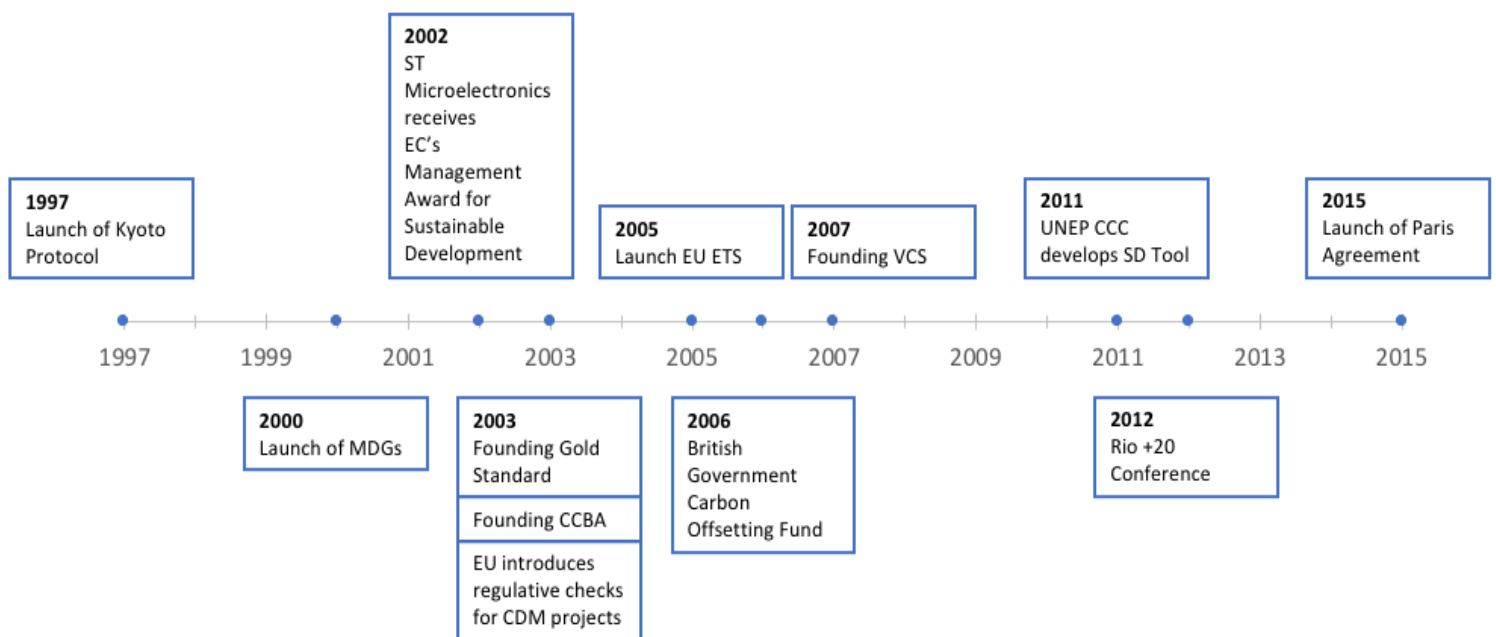 2002
ST
Microelectronics
receives
EC's
Management
Award for
Sustainable
Development
1997
Launch of Kyoto
Protocol
2005
Launch EU ETS
2007
Founding VCS
2011
UNEP CCC
develops SD Tool
2015
Launch of Paris
Agreement
1997
1999
2001
2003
2005
2007
2009
2011
2013
2015
2000
Launch of MDGs
2003
Founding Gold
Standard
Founding CCBA
EU introduces
regulative checks
for CDM projects
2006
British
Government
Carbon
Offsetting Fund
2012
Rio +20
Conference